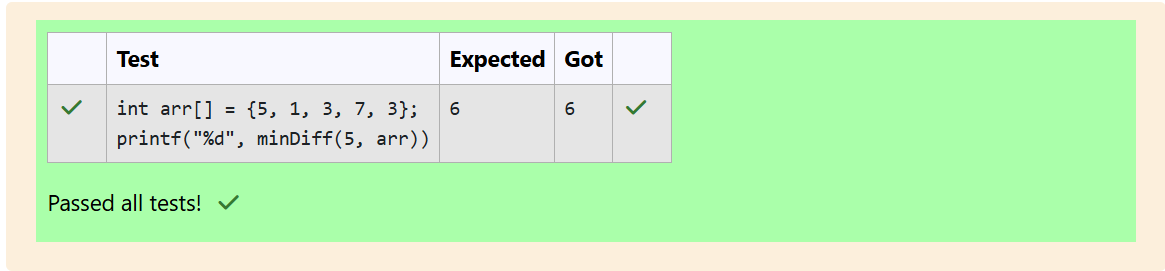 Test Expected Got
int arr[] = {5, 1, 3, 7, 3}; 6 6
printf("%d", minDiff(5, arr))
Passed all tests!